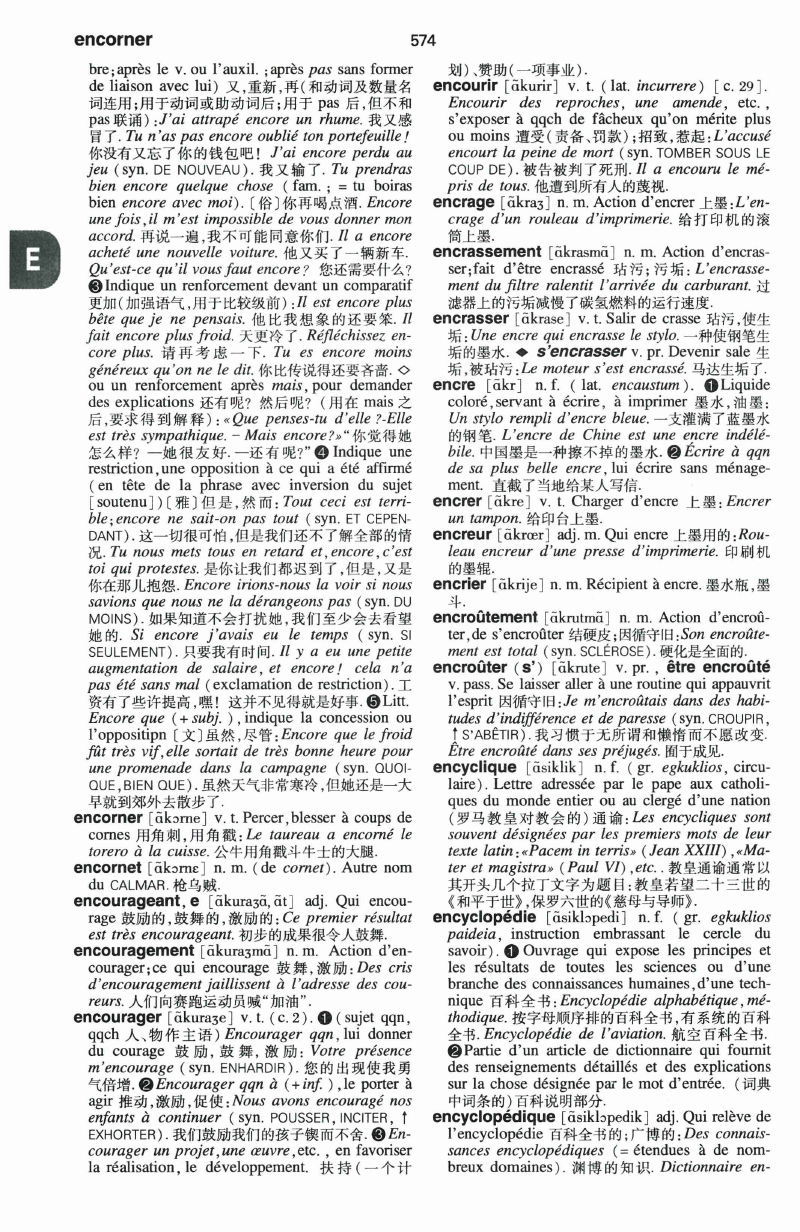 encorner
574
bre;après le v. ou l'auxil. ;après pas sans former
de liaison avec lui) 又,重新,再(和动词及数量名
词连用;用于动词或助动词后;用于 pas 后,但不和
pas联诵):J'ai attrapé encore un rhume. 我又感
冒了. Tu n'as pas encore oublié ton portefeuille!
你没有又忘了你的钱包吧! J'ai encore perdu au
jeu (syn. DE NOUVEAU). 我又输了. Tu prendras
bien encore quelque chose ( fam. ; = tu boiras
bien encore avec moi). 〔俗〕你再喝点酒. Encore
une fois,il m'est impossible de vous donner mon
accord. 再说一遍,我不可能同意你们. Il a encore
acheté une nouvelle voiture. 他又买了一辆新车.
Qu'est-ce qu'il vous faut encore? 您还需要什么?
❸Indique un renforcement devant un comparatif
更加(加强语气,用于比较级前):Il est encore plus
bête que je ne pensais. 他比我想象的还要笨. Il
fait encore plus froid. 天更冷了. Réfléchissez en-
core plus. 请再考虑一下. Tu es encore moins
généreux qu'on ne le dit. 你比传说得还要吝啬. ◇
ou un renforcement après mais, pour demander
des explications 还有呢? 然后呢? (用在 mais 之
后,要求得到解释):«Que penses-tu d'elle ?-Elle
est très sympathique. – Mais encore?»“你觉得她
怎么样? —她很友好. —还有呢?” ❹ Indique une
restriction,une opposition à ce qui a été affirmé
(en tête de la phrase avec inversion du sujet
[soutenu])〔雅〕但是,然而:Tout ceci est terri-
ble;encore ne sait-on pas tout ( syn. ET CEPEN-
DANT). 这一切很可怕,但是我们还不了解全部的情
况. Tu nous mets tous en retard et,encore,c'est
toi qui protestes. 是你让我们都迟到了,但是,又是
你在那儿抱怨. Encore irions-nous la voir si nous
savions que nous ne la dérangeons pas (syn. DU
MOINS). 如果知道不会打扰她,我们至少会去看望
她的. Si encore j'avais eu le temps ( syn. SI
SEULEMENT). 只要我有时间. Il y a eu une petite
augmentation de salaire, et encore! cela n'a
pas été sans mal (exclamation de restriction). 工
资有了些许提高,嘿! 这并不见得就是好事. ❺Litt.
Encore que (+ subj. ), indique la concession ou
l'oppositipn 〔文〕虽然,尽管:Encore que le froid
fût très vif,elle sortait de très bonne heure pour
une promenade dans la campagne ( syn. QUOI-
QUE,BIEN QUE). 虽然天气非常寒冷,但她还是一大
早就到郊外去散步了.
encorner [ɑ̃kɔrne] v. t. Percer,blesser à coups de
cornes 用角刺,用角戳: Le taureau a encorné le
torero à la cuisse. 公牛用角戳斗牛士的大腿.
encornet [ɑ̃kɔrne] n. m. (de cornet). Autre nom
du CALMAR. 枪乌贼.
encourageant,e [ɑ̃kuraʒɑ̃,ɑ̃t] adj. Qui encou-
rage 鼓励的,鼓舞的,激励的:Ce premier résultat
est très encourageant. 初步的成果很令人鼓舞.
encouragement [ɑ̃kuraʒmɑ̃] n. m. Action d'en-
courager;ce qui encourage 鼓舞,激励:Des cris
d'encouragement jaillissent à l'adresse des cou-
reurs. 人们向赛跑运动员喊“加油”.
encourager [ɑ̃kuraʒe] v.t. (c.2). ❶(sujet qqn,
qqch 人、物作主语) Encourager qqn, lui donner
du courage 鼓励,鼓舞,激励: Votre présence
m'encourage ( syn. ENHARDIR). 您的出现使我勇
气倍增. ❷Encourager qqn à (+inf. ),le porter à
agir 推动,激励,促使:Nous avons encouragé nos
enfants à continuer ( syn. POUSSER, INCITER, ↑
EXHORTER). 我们鼓励我们的孩子锲而不舍. ❸En-
courager un projet,une œuvre,etc. , en favoriser
la réalisation, le développement. 扶持(一个计
划)、赞助(一项事业).
encourir [ɑ̃kurir] v. t. ( lat. incurrere) [ c. 29].
Encourir des reproches, une amende, etc. ,
s'exposer à qqch de fâcheux qu'on mérite plus
ou moins 遭受(责备、罚款);招致,惹起:L'accusé
encourt la peine de mort (syn. TOMBER SOUS LE
COUP DE). 被告被判了死刑. Il a encouru le mé-
pris de tous. 他遭到所有人的蔑视.
encrage [ɑ̃kraʒ] n. m. Action d'encrer 上墨:L'en-
crage d'un rouleau d'imprimerie. 给打印机的滚
筒上墨.
encrassement [ɑ̃krasmɑ̃] n. m. Action d'encras-
ser;fait d'être encrassé 玷污;污垢: L'encrasse-
ment du filtre ralentit l'arrivée du carburant. 过
滤器上的污垢减慢了碳氢燃料的运行速度.
encrasser [ɑ̃krase] v. t. Salir de crasse 玷污,使生
垢:Une encre qui encrasse le stylo. 一种使钢笔生
垢的墨水. ◆ s'encrasser v. pr. Devenir sale 生
垢,被玷污:Le moteur s'est encrassé. 马达生垢了.
encre [ɑ̃kr] n. f. ( lat. encaustum). ❶Liquide
coloré,servant à écrire, à imprimer 墨水,油墨:
Un stylo rempli d'encre bleue. 一支灌满了蓝墨水
的钢笔. L'encre de Chine est une encre indélé-
bile. 中国墨是一种擦不掉的墨水. ❷ Écrire à qqn
de sa plus belle encre, lui écrire sans ménage-
ment. 直截了当地给某人写信.
encrer [ɑ̃kre] v. t. Charger d'encre 上墨: Encrer
un tampon. 给印台上墨.
encreur [ɑ̃krœr] adj. m. Qui encre 上墨用的:Rou-
leau encreur d'une presse d'imprimerie. 印刷机
的墨辊.
encrier [ɑ̃krije] n. m. Récipient à encre. 墨水瓶,墨
斗.
encroûtement [ɑ̃krutmɑ̃] n. m. Action d'encroû-
ter,de s'encroûter 结硬皮;因循守旧:Son encroûte-
ment est total (syn. SCLÉROSE). 硬化是全面的.
encroûter (s') [ɑ̃krute] v. pr. , être encroûté
v. pass. Se laisser aller à une routine qui appauvrit
l'esprit 因循守旧:Je m'encroûtais dans des habi-
tudes d'indifférence et de paresse (syn. CROUPIR,
↑S'ABÊTIR). 我习惯于无所谓和懒惰而不愿改变.
Être encroûté dans ses préjugés. 囿于成见.
encyclique [ɑ̃siklik] n. f. ( gr. egkuklios, circu-
laire). Lettre adressée par le pape aux catholi-
ques du monde entier ou au clergé d'une nation
(罗马教皇对教会的)通谕:Les encycliques sont
souvent désignées par les premiers mots de leur
texte latin:«Pacem in terris» (Jean XXIII),«Ma-
ter et magistra» (Paul VI),etc. . 教皇通谕通常以
其开头几个拉丁文字为题目:教皇若望二十三世的
《和平于世》,保罗六世的《慈母与导师》.
encyclopédie [ɑ̃siklɔpedi] n. f. ( gr. egkuklios
paideia, instruction embrassant le cercle du
savoir). ❶ Ouvrage qui expose les principes et
les résultats de toutes les sciences ou d'une
branche des connaissances humaines,d'une tech-
nique 百科全书:Encyclopédie alphabétique,mé-
thodique. 按字母顺序排的百科全书,有系统的百科
全书. Encyclopédie de l'aviation. 航空百科全书.
❷Partie d'un article de dictionnaire qui fournit
des renseignements détaillés et des explications
sur la chose désignée par le mot d'entrée. (词典
中词条的)百科说明部分.
encyclopédique [ɑ̃siklɔpedik] adj. Qui relève de
l'encyclopédie 百科全书的;广博的:Des connais-
sances encyclopédiques (= étendues à de nom-
breux domaines). 渊博的知识. Dictionnaire en-
E